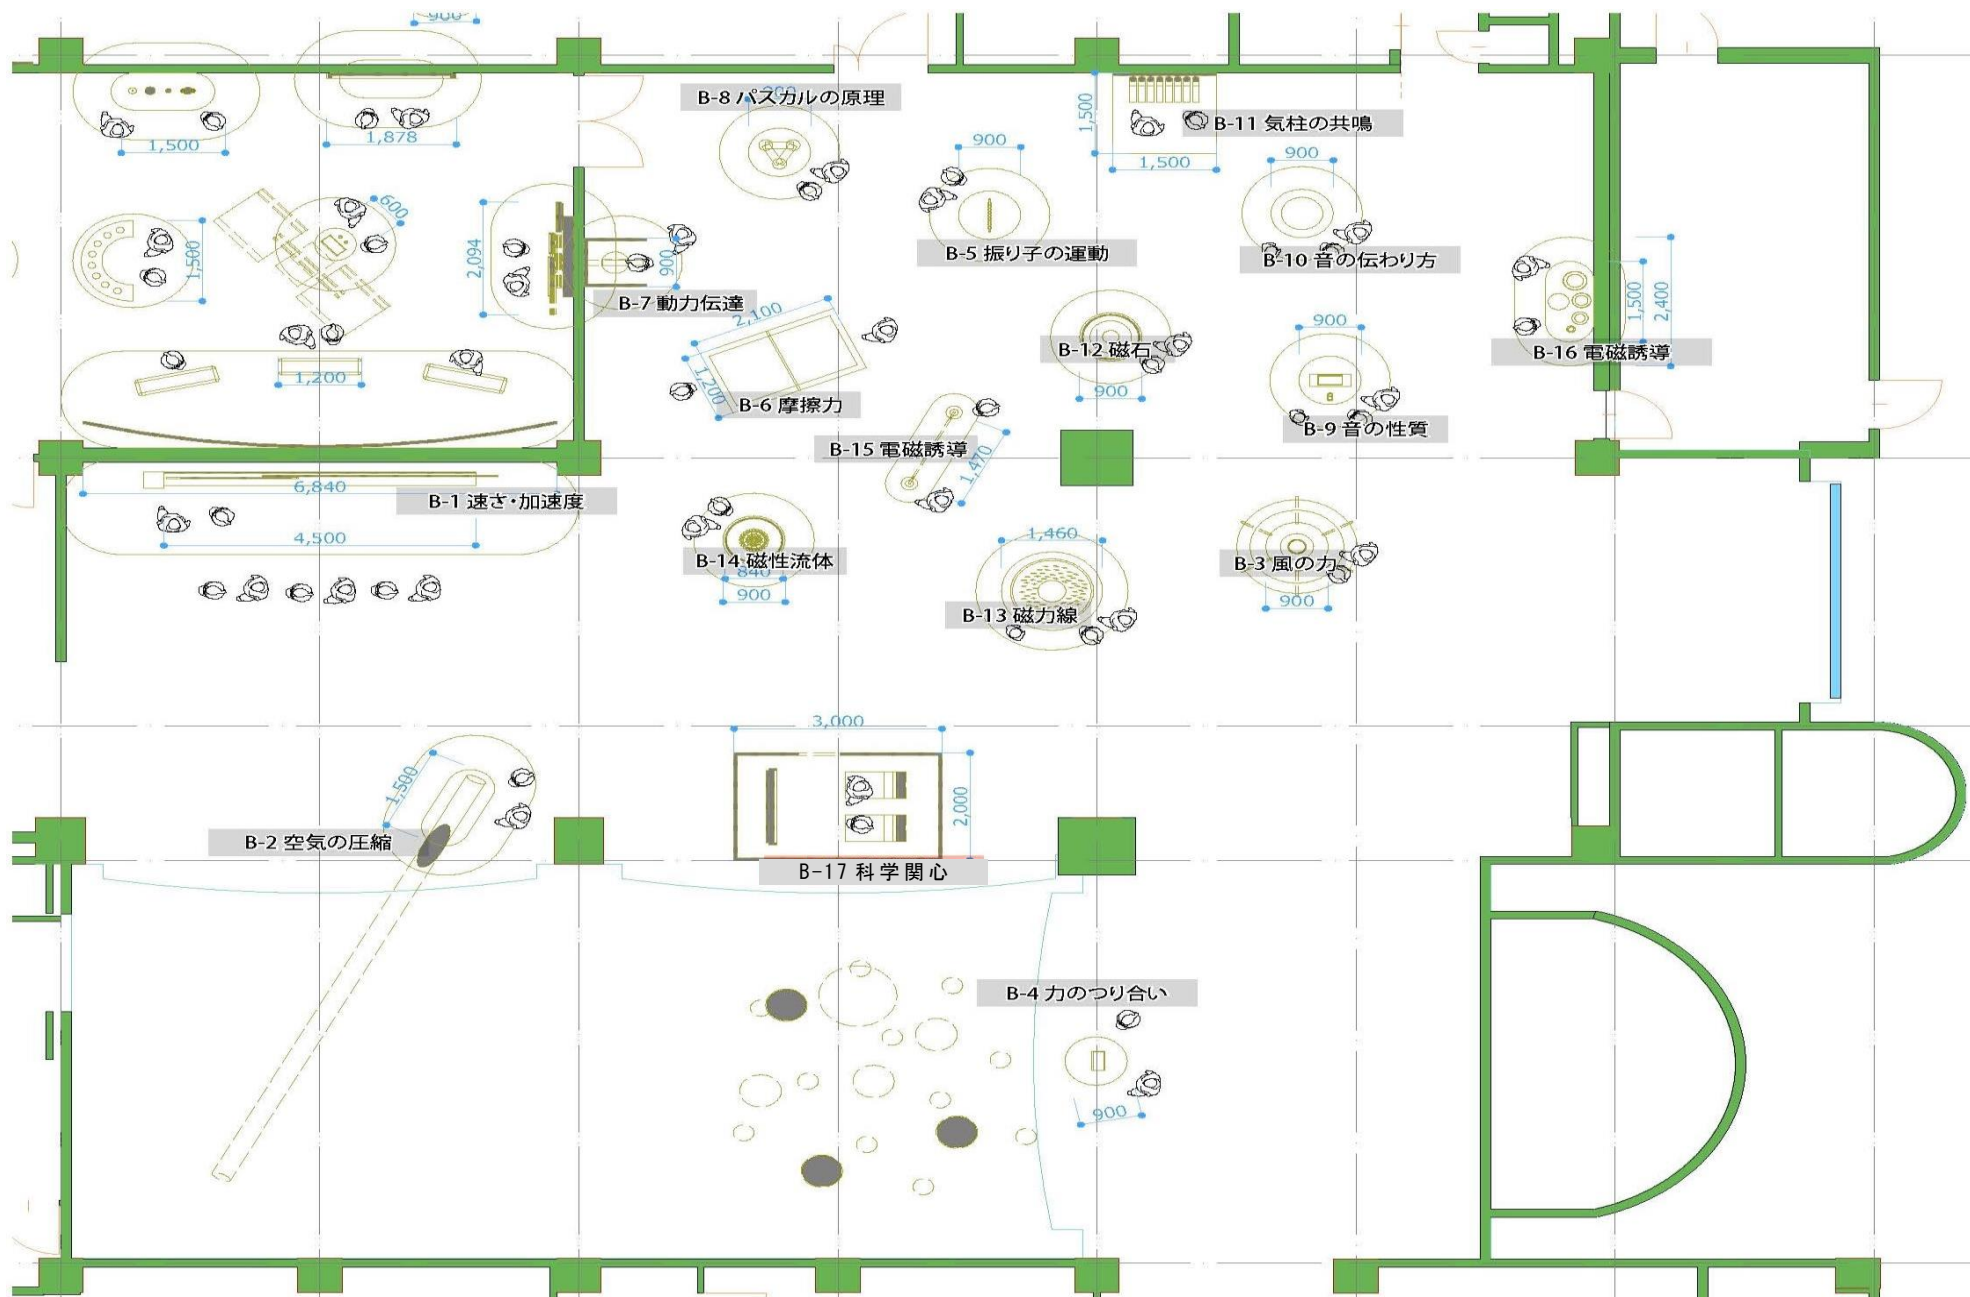 900
B-8 パスカルの原理
900
1,500
B-11 気柱の共鳴
1,500
1,878
900
1,500
900
600
1,500
2,094
900
B-5 振り子の運動
B-10 音の伝わり方
B-7 動力伝達
1,500
2,400
2,100
900
B-12 磁石
B-16 電磁誘導
1,200
1,200
900
B-6 摩擦力
B-9 音の性質
B-15 電磁誘導
1,470
6,840
B-1 速さ・加速度
4,500
1,460
B-14 磁性流体
840
900
B-3 風の力
900
B-13 磁力線
3,000
1,500
2,000
B-2 空気の圧縮
B-17 科学関心
B-4 力のつり合い
900